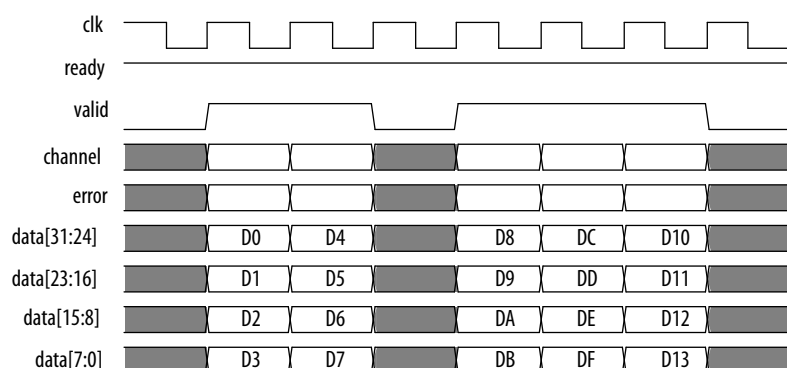 clk
ready
valid
channel
error
data[31:24] D0 D4 D8 DC D10
data[23:16] D1 D5 D9 DD D11
data[15:8] D2 D6 DA DE D12
data[7:0] D3 D7 DB DF D13